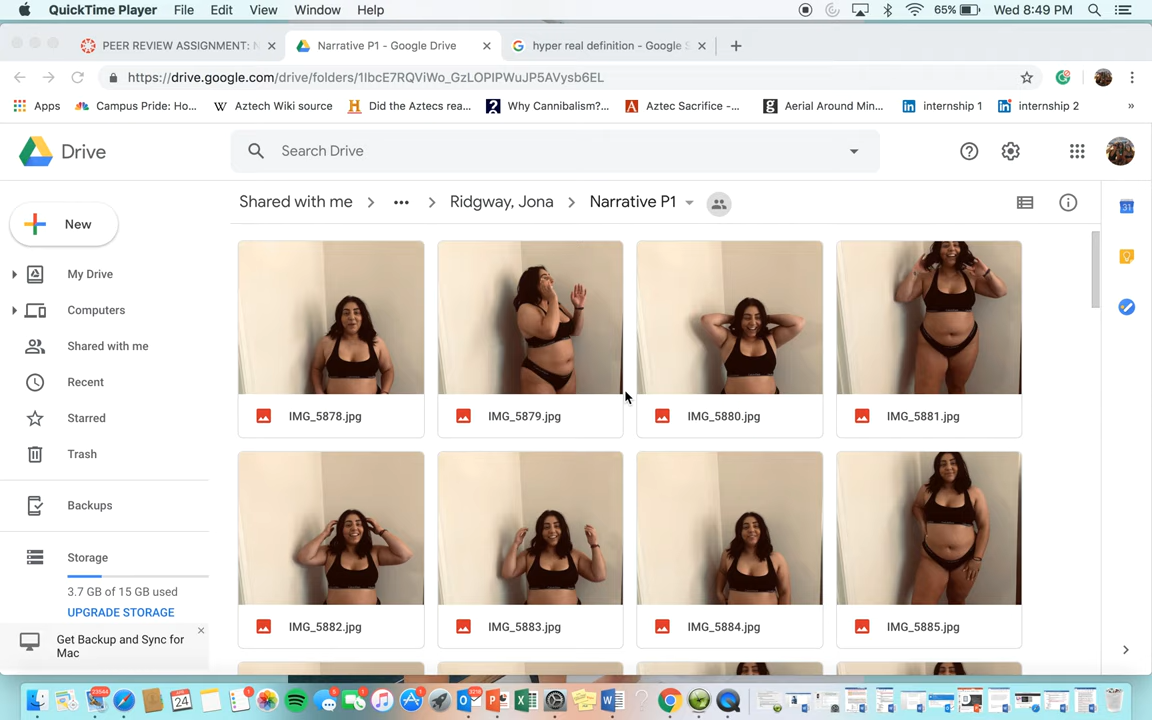 QuickTime Player File Edit View Window Help 65% Wed 8:49 PM
PEER REVIEW ASSIGNMENT: Narrative P1 - Google Drive hyper real definition - Google
https://drive.google.com/drive/folders/1IbcE7RQViWo_GzLOPIPWuJP5AVysb6EL
Apps Campus Pride: Ho... Aztech Wiki source Did the Aztecs rea... Why Cannibalism?... Aztec Sacrifice -... Aerial Around Min... internship 1 internship 2 »
Drive Search Drive
Shared with me ... Ridgway, Jona Narrative P1
New
My Drive
Computers
Shared with me
Recent
Starred
Trash
Backups
Storage
3.7 GB of 15 GB used
UPGRADE STORAGE
Get Backup and Sync for
Mac
IMG_5878.jpg IMG_5879.jpg IMG_5880.jpg IMG_5881.jpg
IMG_5882.jpg IMG_5883.jpg IMG_5884.jpg IMG_5885.jpg
31